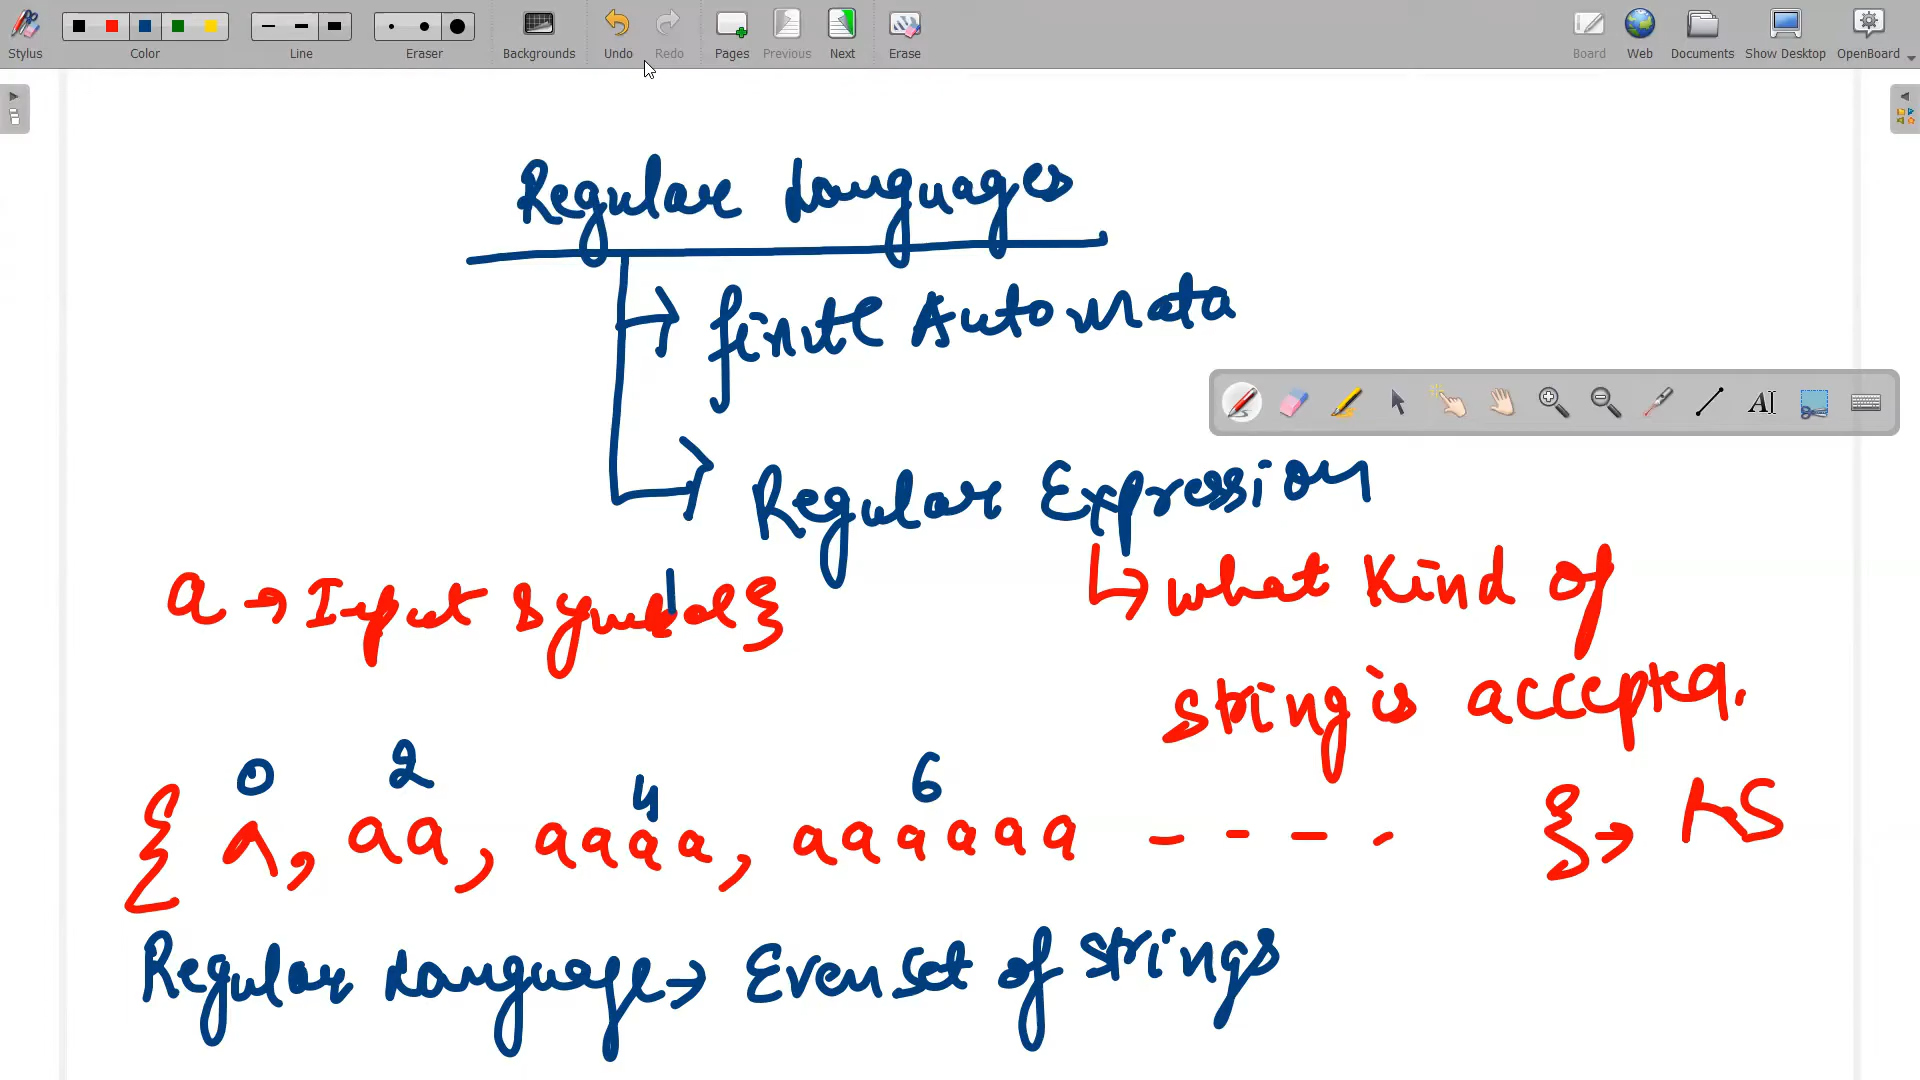 Stylus Color Line Eraser Backgrounds Undo Redo Pages Previous Next Erase Board Web Documents Show Desktop OpenBoard
Regular Languages
→ finite Automata
→ Regular Expression
a → Input Symbol}
↳ what kind of
string is accepted.
0 2 4 6
{ ^, aa, aaaa, aaaaaa - - - - } →
Regular Language → Even set of strings